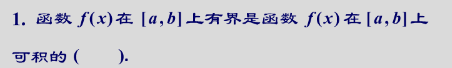 1. 函数 f(x) 在 [a,b] 上有界是函数 f(x) 在 [a,b] 上
可积的 (    ).